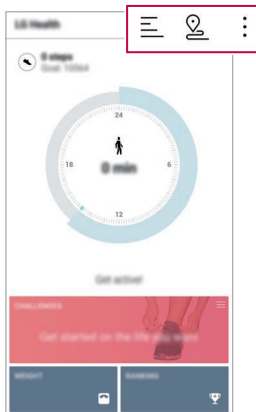 LG Health
0 steps
Goal: 10564
24
18
6
0 min
12
Get active!
CHALLENGES
Get started on the life you want
WEIGHT
RANKING